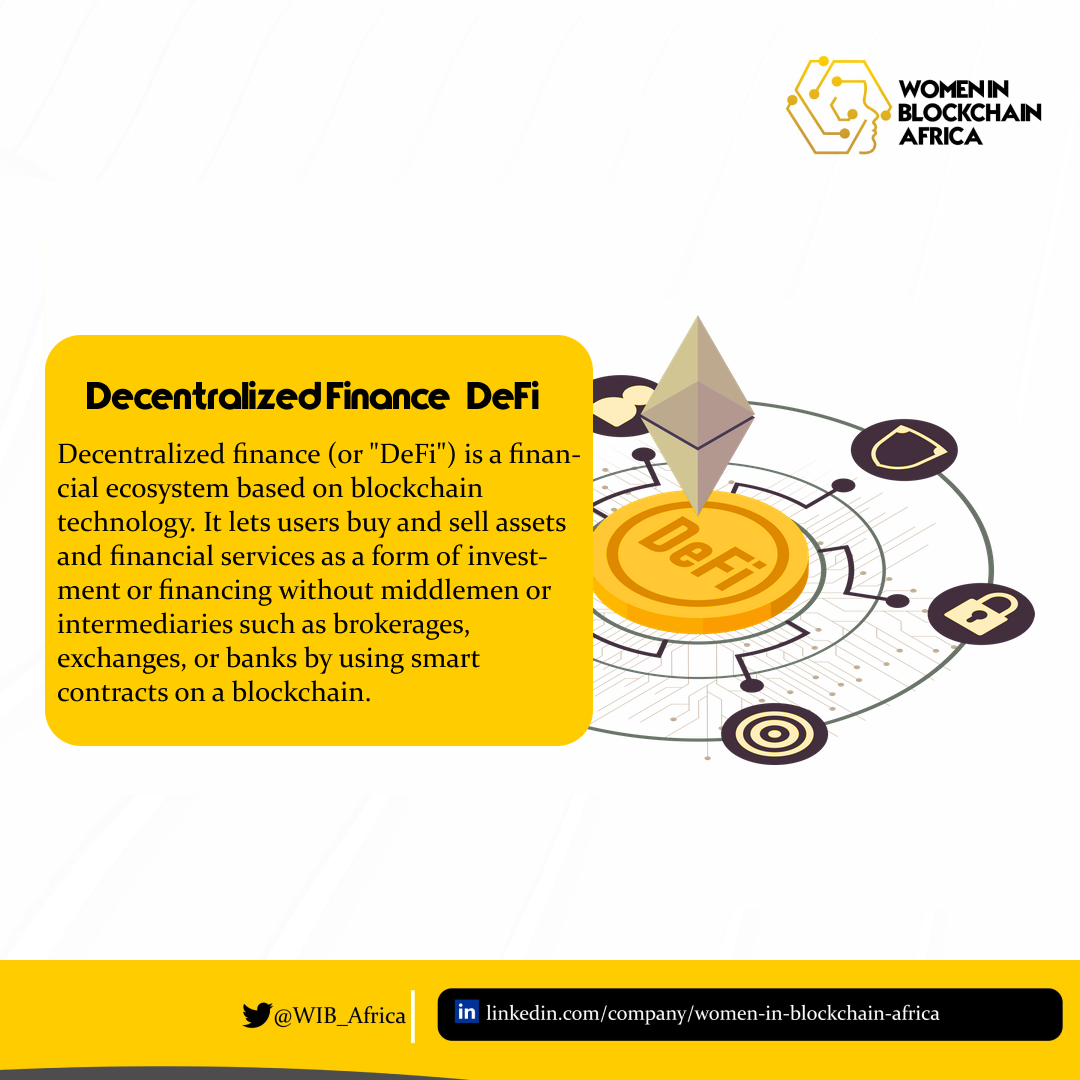 WOMEN IN
BLOCKCHAIN
AFRICA
Decentralized Finance DeFi
Decentralized finance (or "DeFi") is a finan-
cial ecosystem based on blockchain
technology. It lets users buy and sell assets
and financial services as a form of invest-
ment or financing without middlemen or
intermediaries such as brokerages,
exchanges, or banks by using smart
contracts on a blockchain.
DeFi
@WIB_Africa
in linkedin.com/company/women-in-blockchain-africa